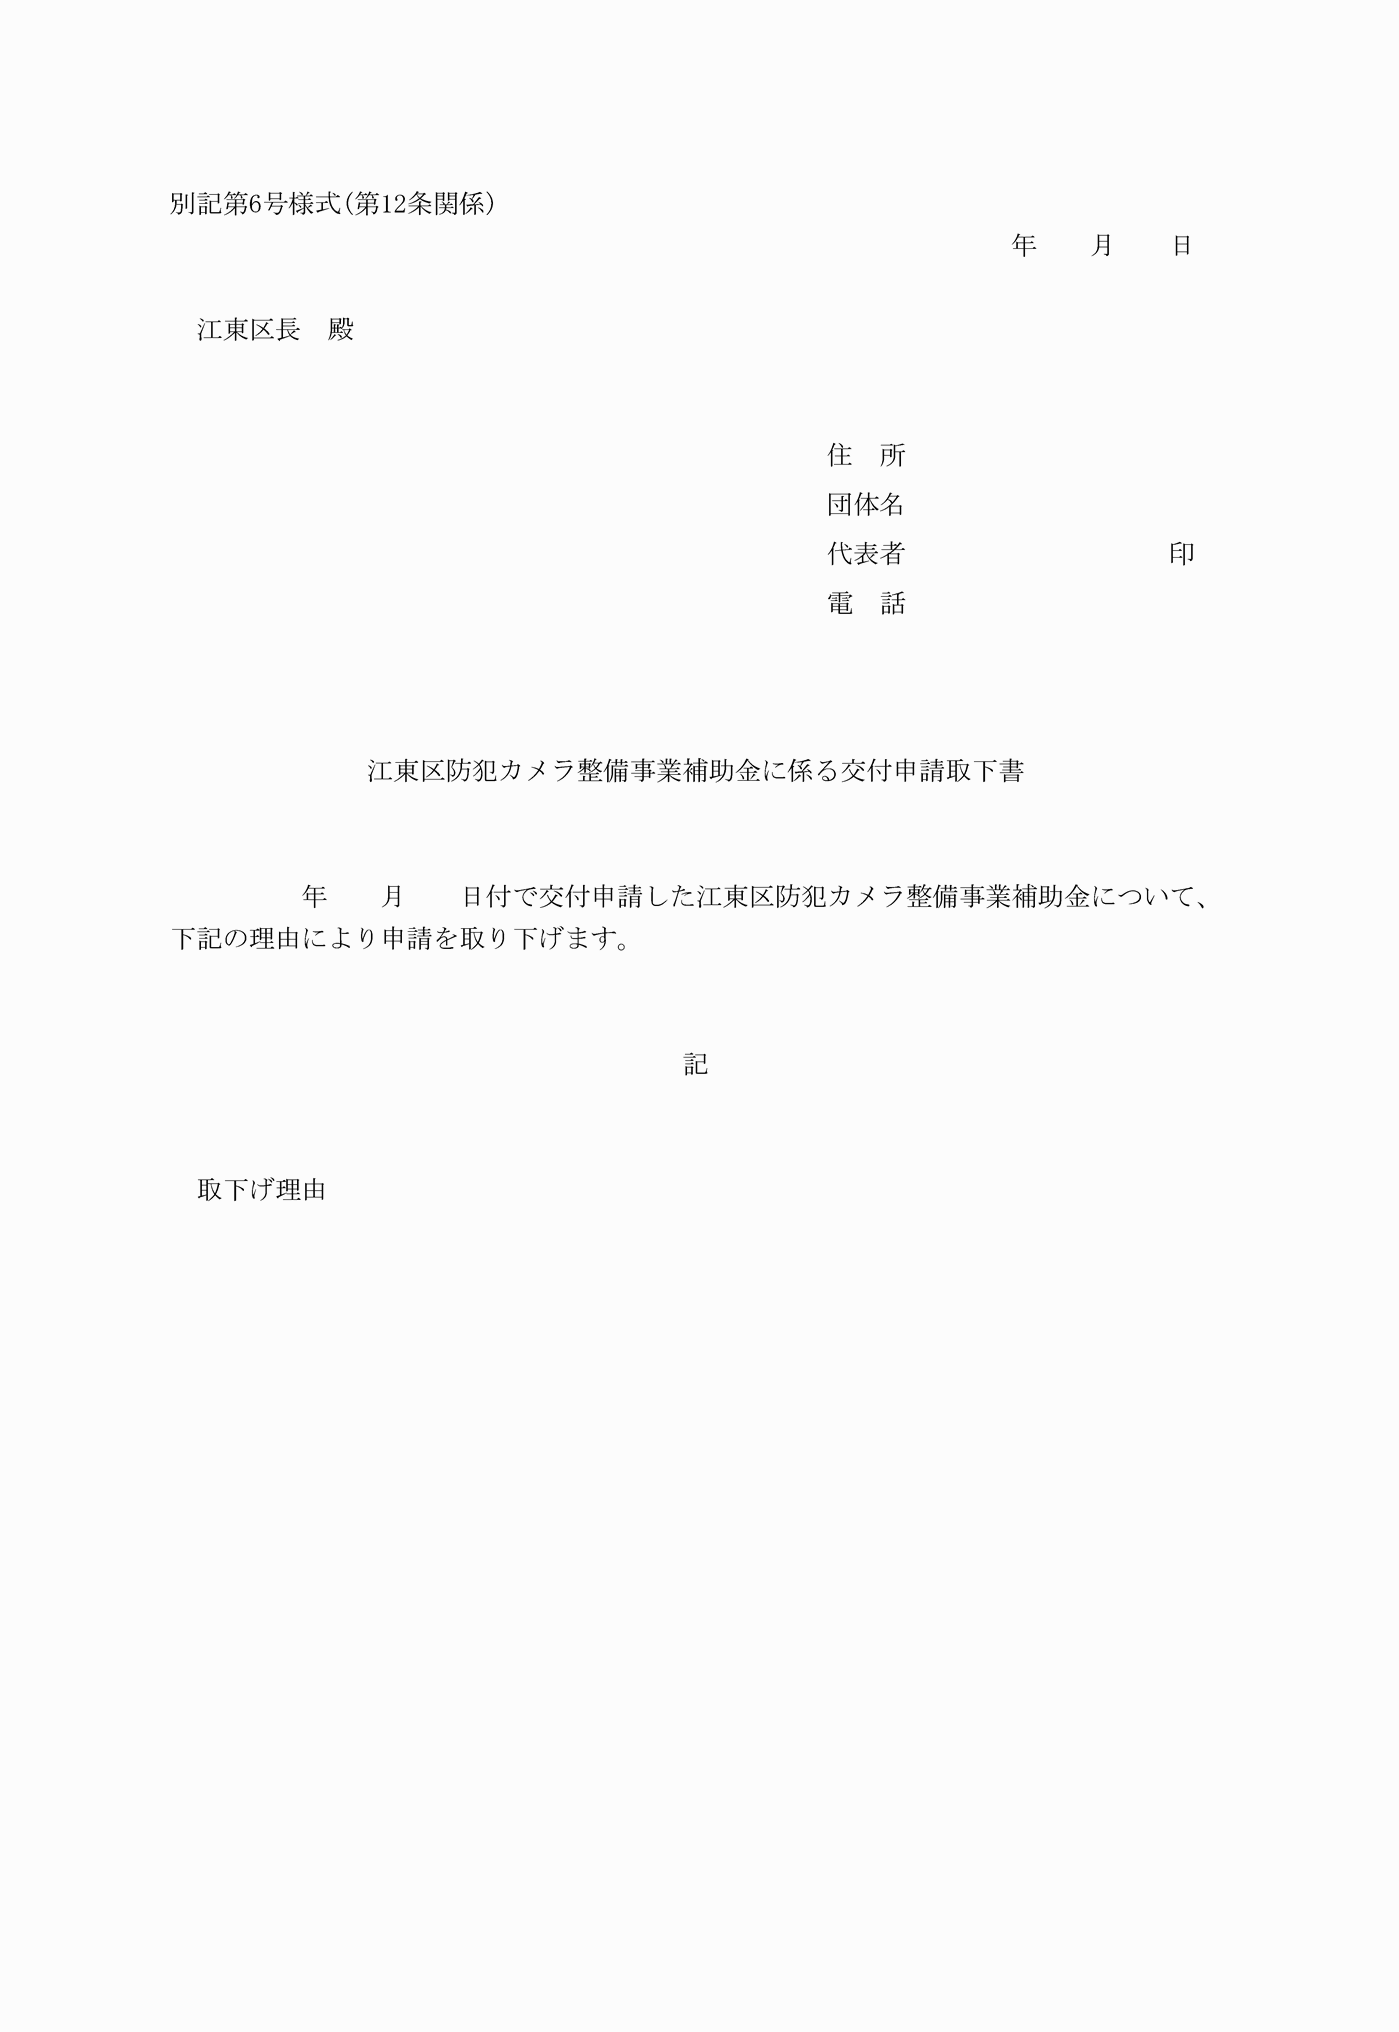 別記第6号様式(第12条関係)
年　　月　　日
江東区長　殿
住　所
団体名
代表者　　　　　　　　　　印
電　話
江東区防犯カメラ整備事業補助金に係る交付申請取下書
年　　月　　日付で交付申請した江東区防犯カメラ整備事業補助金について、
下記の理由により申請を取り下げます。
記
取下げ理由